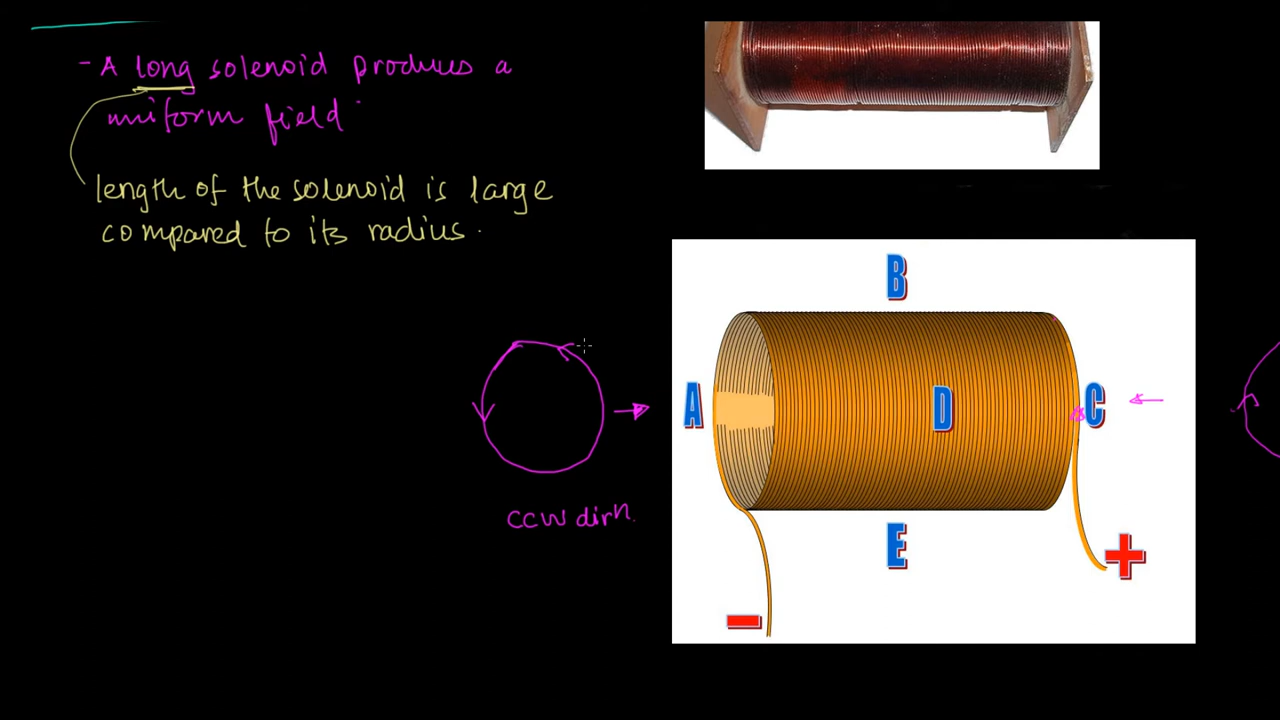 - A long solenoid produces a
uniform field
length of the solenoid is large
compared to its radius.
B
A
D
C
CCW dirn.
E
+
-